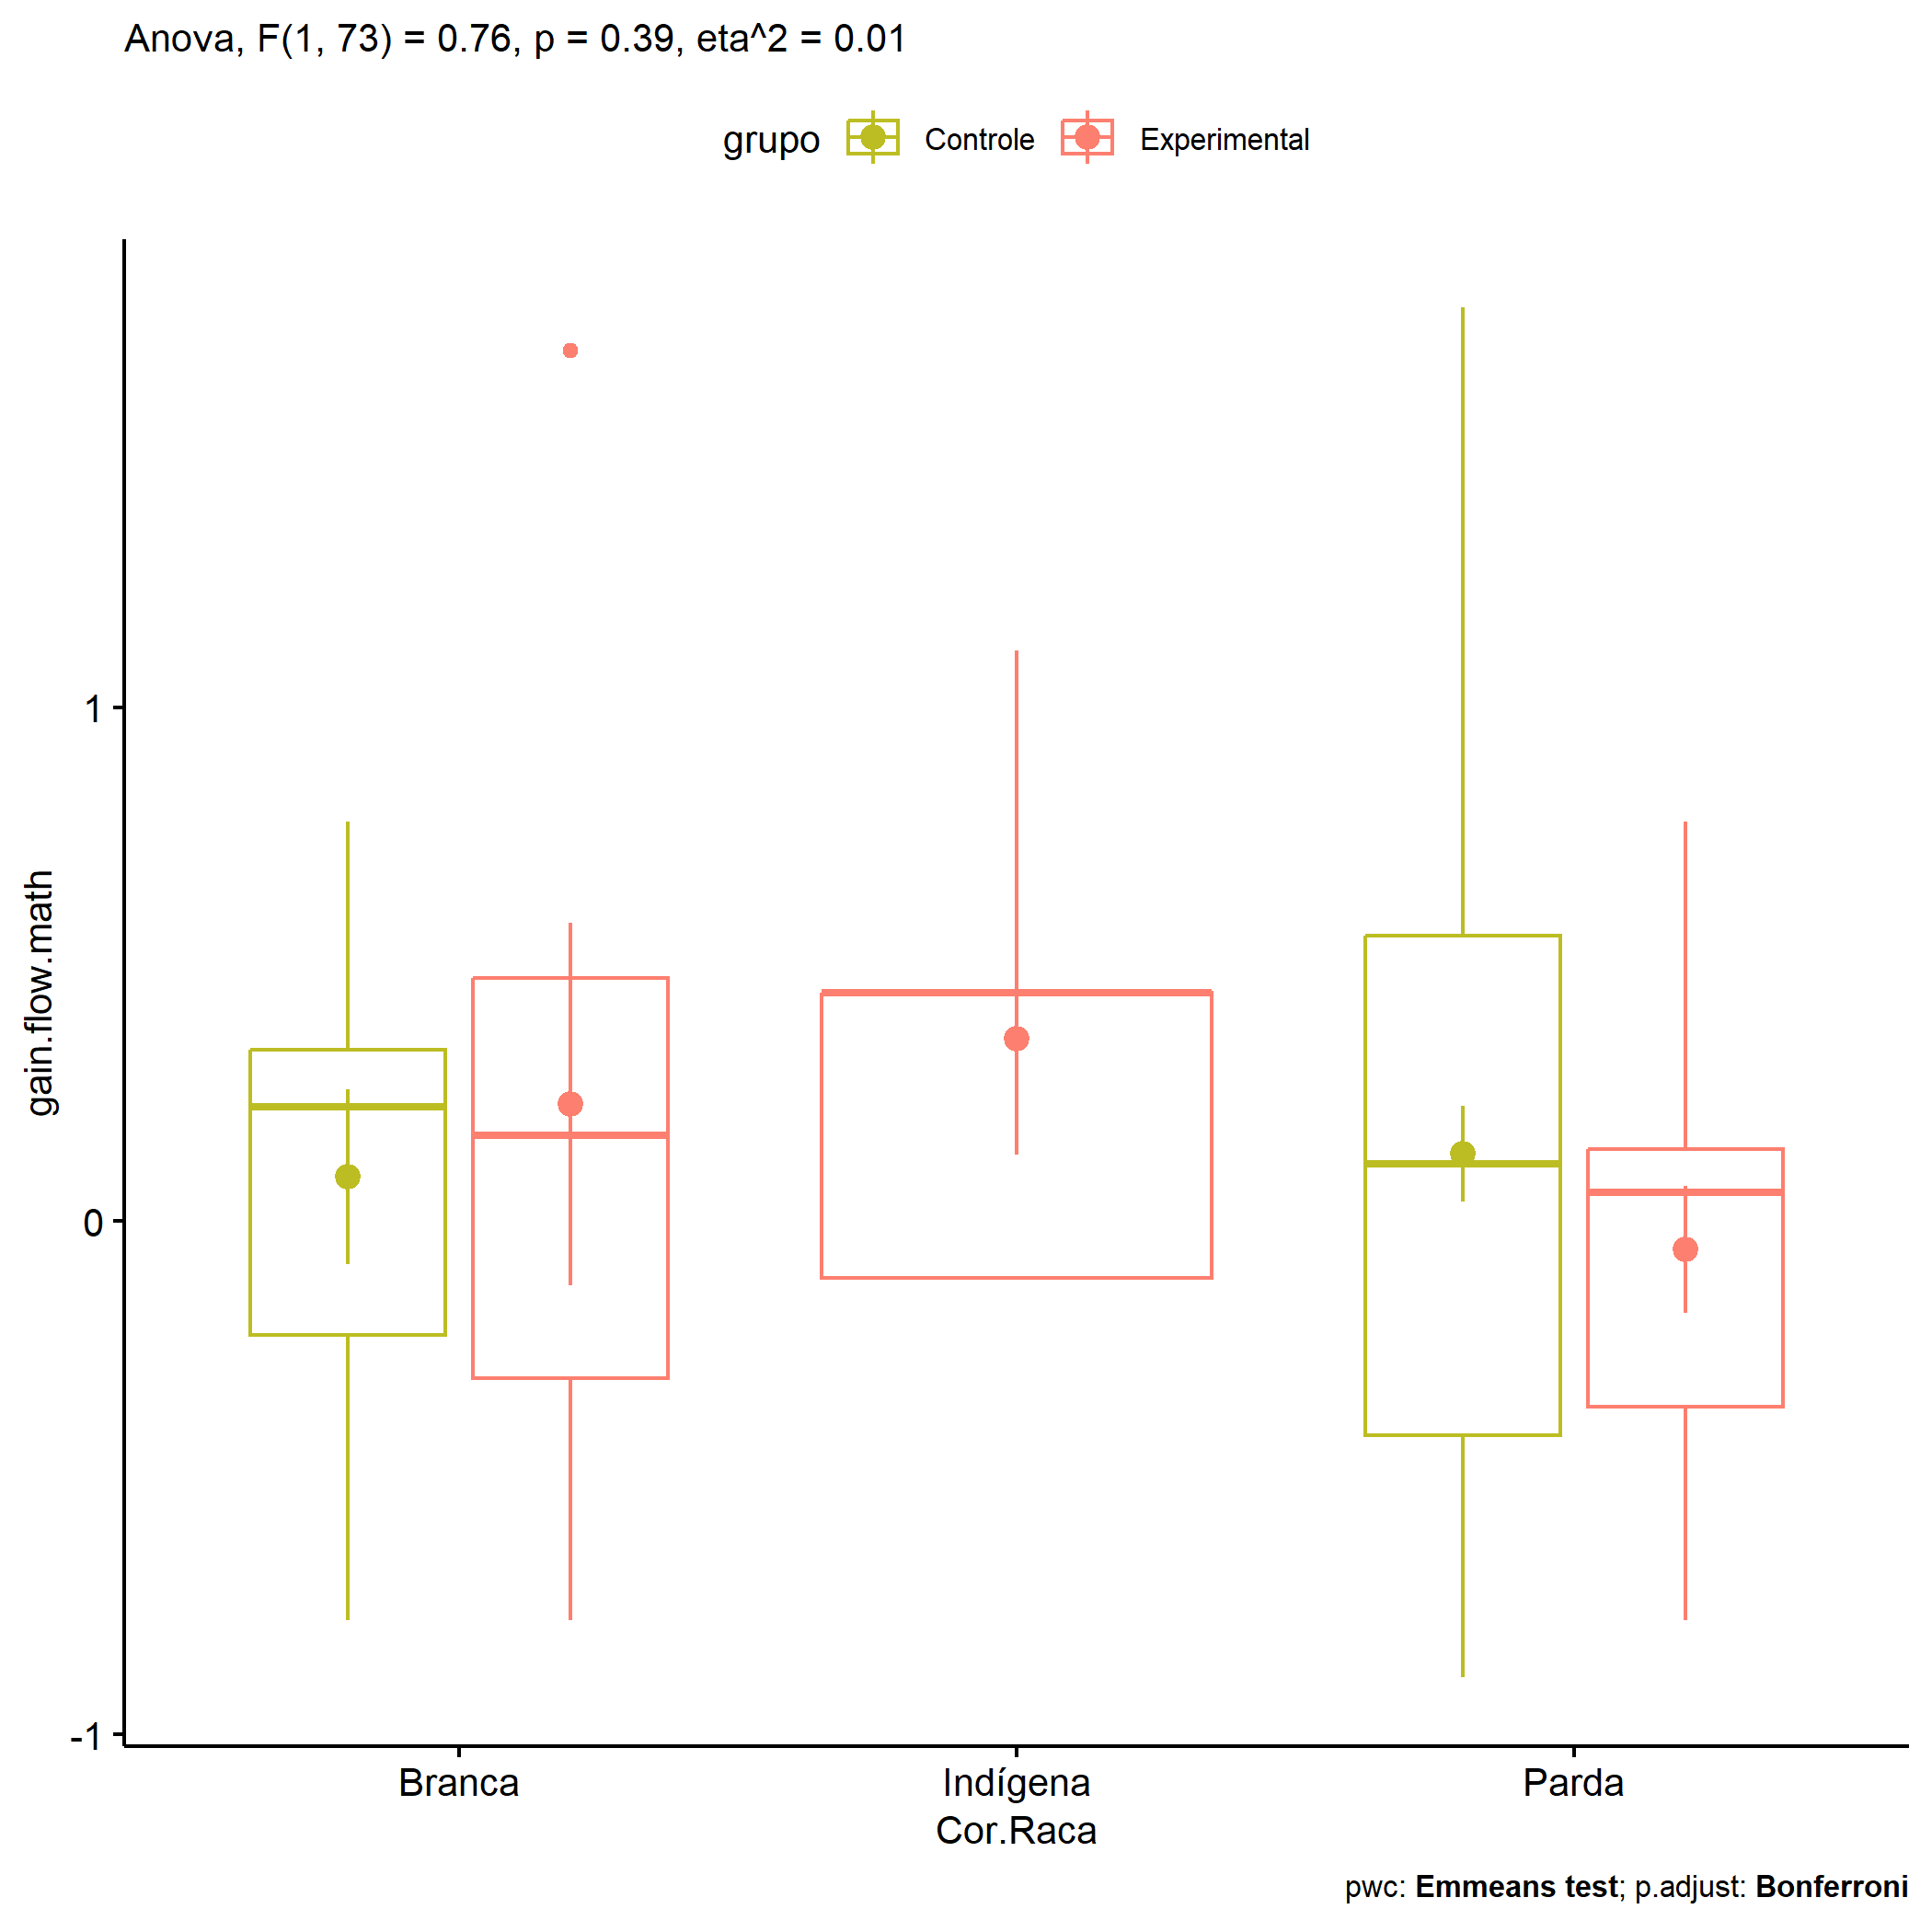 Anova, F(1, 73) = 0.76, p = 0.39, eta^2 = 0.01
grupo Controle Experimental
gain.flow.math
1
0
-1
Branca Indígena Parda
Cor.Raca
pwc: Emmeans test; p.adjust: Bonferroni